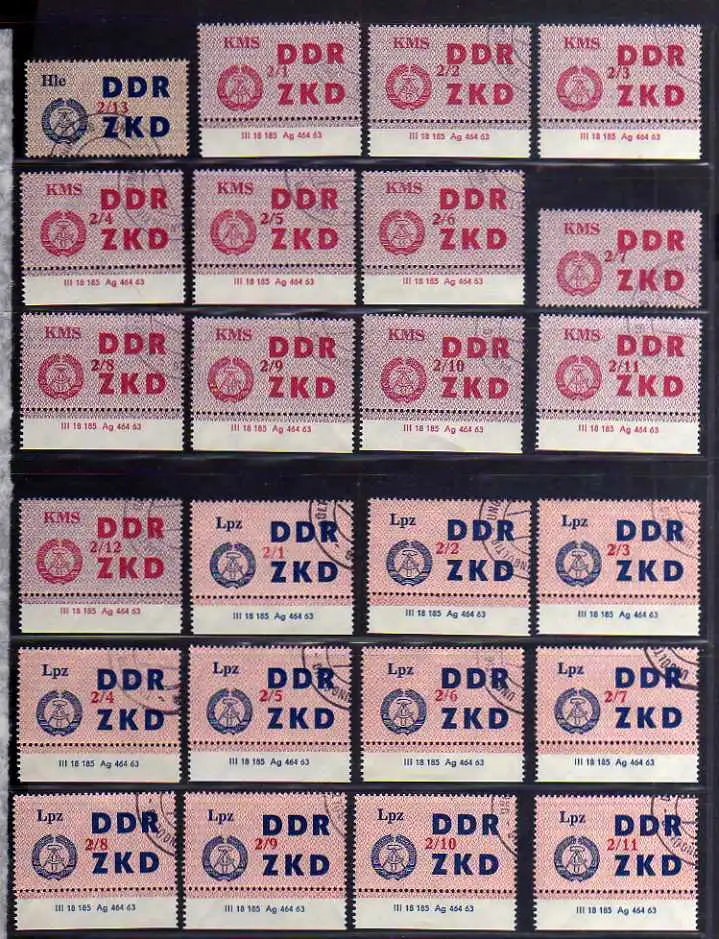 Hle DDR
2/13
ZKD
KMS DDR
2/1
ZKD
III 18 185 Ag 464 63
KMS DDR
2/2
ZKD
III 18 185 Ag 464 63
KMS DDR
2/3
ZKD
III 18 185 Ag 464 63
KMS DDR
2/4
ZKD
III 18 185 Ag 464 63
KMS DDR
2/5
ZKD
III 18 185 Ag 464 63
KMS DDR
2/6
ZKD
III 18 185 Ag 464 63
KMS DDR
2/7
ZKD
KMS DDR
2/8
ZKD
III 18 185 Ag 464 63
KMS DDR
2/9
ZKD
III 18 185 Ag 464 63
KMS DDR
2/10
ZKD
III 18 185 Ag 464 63
KMS DDR
2/11
ZKD
III 18 185 Ag 464 63
KMS DDR
2/12
ZKD
III 18 185 Ag 464 63
Lpz DDR
2/1
ZKD
III 18 185 Ag 464 63
Lpz DDR
2/2
ZKD
III 18 185 Ag 464 63
Lpz DDR
2/3
ZKD
III 18 185 Ag 464 63
Lpz DDR
2/4
ZKD
III 18 185 Ag 464 63
Lpz DDR
2/5
ZKD
III 18 185 Ag 464 63
Lpz DDR
2/6
ZKD
III 18 185 Ag 464 63
Lpz DDR
2/7
ZKD
III 18 185 Ag 464 63
Lpz DDR
2/8
ZKD
III 18 185 Ag 464 63
Lpz DDR
2/9
ZKD
III 18 185 Ag 464 63
Lpz DDR
2/10
ZKD
III 18 185 Ag 464 63
Lpz DDR
2/11
ZKD
III 18 185 Ag 464 63